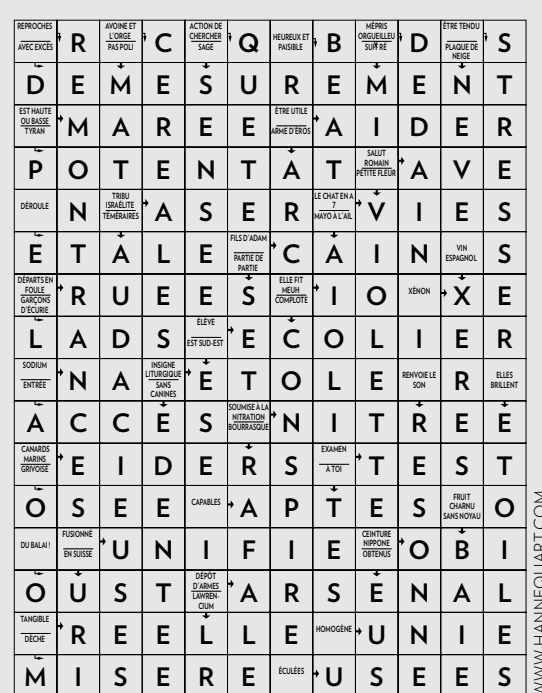 REPROCHES AVEC EXCÈS R AVOINE ET L'ORGE PAS POLI C ACTION DE CHERCHER SAGE Q HEUREUX ET PAISIBLE B MÉPRIS ORGUEILLEU D ÊTRE TENDU PLAQUE DE NEIGE S
D E M E S U R E M E N T
EST HAUTE OU BASSE TYRAN M A R E E ÊTRE UTILE ARME D'ÉROS A I D E R
P O T E N T A T SALUT ROMAIN PETITE FLEUR A V E
DÉROULE N TRIBU ISRAÉLITE TÉMÉRAIRES A S E R LE CHAT EN A 7 MAYO A L'AIL V I E S
E T A L E FILS D'ADAM PARTIE DE PARTIE C A I N VIN ESPAGNOL S
DÉPARTS EN FOULE GARÇONS D'ÉCURIE R U E E S ELLE FIT MEUH COMPLOTE I O XÉNON X E
L A D S ÉLÈVE EST SUD-EST E C O L I E R
SODIUM ENTRÉE N A INSIGNE LITURGIQUE SANS CANINES E T O L E RENVOIE LE SON R ELLES BRILLENT
A C C E S SOUMISE À LA NITRATION BOURRASQUE N I T R E E
CANARDS MARINS GRIVOISE E I D E R S EXAMEN À TOI T E S T
O S E E CAPABLES A P T E S FRUIT CHARNU SANS NOYAU O
DU BALAI ! FUSIONNÉ EN SUISSE U N I F I E CEINTURE NIPPONE OBTENUS O B I
O U S T DÉPÔT D'ARMES LAWREN-CIUM A R S E N A L
TANGIBLE DÈCHE R E E L L E HOMOGÈNE U N I E
M I S E R E ÉCULÉES U S E E S
WWW.HANNEQUART.COM